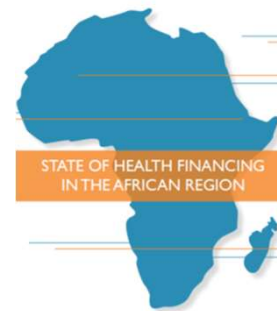 STATE OF HEALTH FINANCING
IN THE AFRICAN REGION